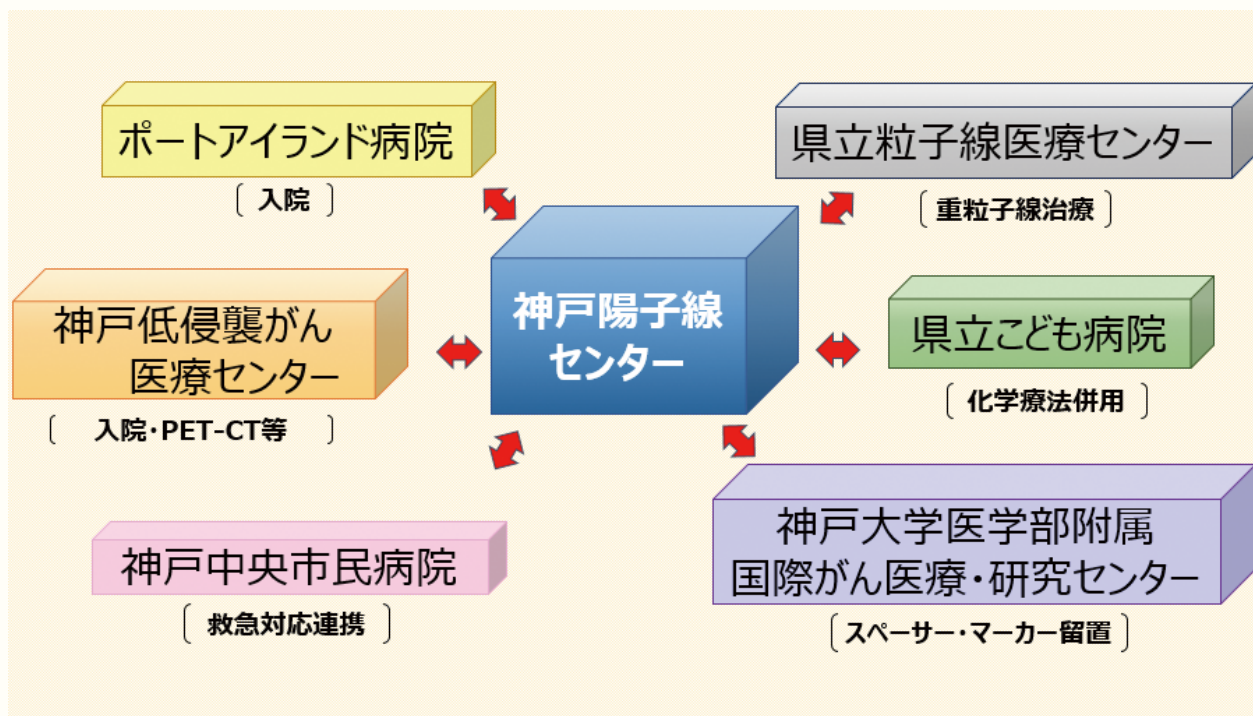 ポートアイランド病院
〔 入院 〕
県立粒子線医療センター
〔 重粒子線治療 〕
神戸陽子線
センター
神戸低侵襲がん
医療センター
〔 入院・PET-CT等 〕
県立こども病院
〔 化学療法併用 〕
神戸中央市民病院
〔 救急対応連携 〕
神戸大学医学部附属
国際がん医療・研究センター
〔 スペーサー・マーカー留置 〕